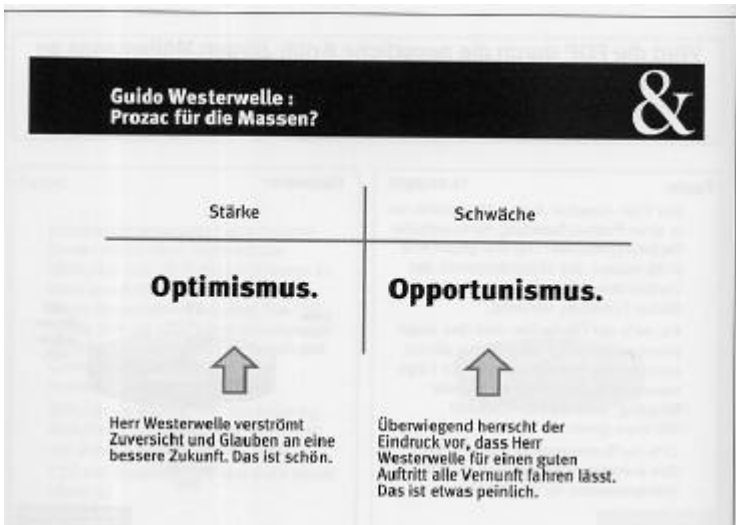 Guido Westerwelle :
Prozac für die Massen?
&
Stärke
Schwäche
Optimismus.
Opportunismus.
Herr Westerwelle verströmt
Zuversicht und Glauben an eine
bessere Zukunft. Das ist schön.
Überwiegend herrscht der
Eindruck vor, dass Herr
Westerwelle für einen guten
Auftritt alle Vernunft fahren lässt.
Das ist etwas peinlich.